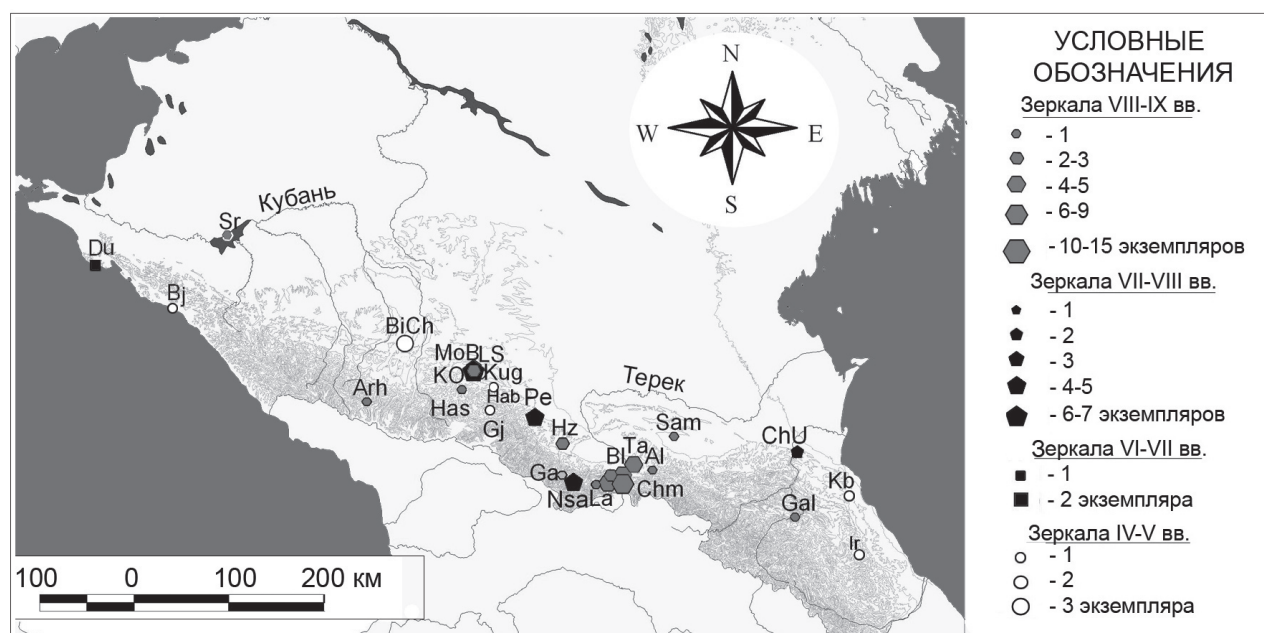 N
W E
S
Кубань
Sr
Du
Bj
BiCh
MoB LS
KO Kug
Arh
Hab
Has
Pe
Gj
Терек
Hz
Sam
ChU
Ta
Bl Al
Ga
Kb
NsaLa Chm
Gal
Ir
100 0 100 200 км
УСЛОВНЫЕ
ОБОЗНАЧЕНИЯ
Зеркала VIII-IX вв.
- 1
- 2-3
- 4-5
- 6-9
- 10-15 экземпляров
Зеркала VII-VIII вв.
- 1
- 2
- 3
- 4-5
- 6-7 экземпляров
Зеркала VI-VII вв.
- 1
- 2 экземпляра
Зеркала IV-V вв.
- 1
- 2
- 3 экземпляра